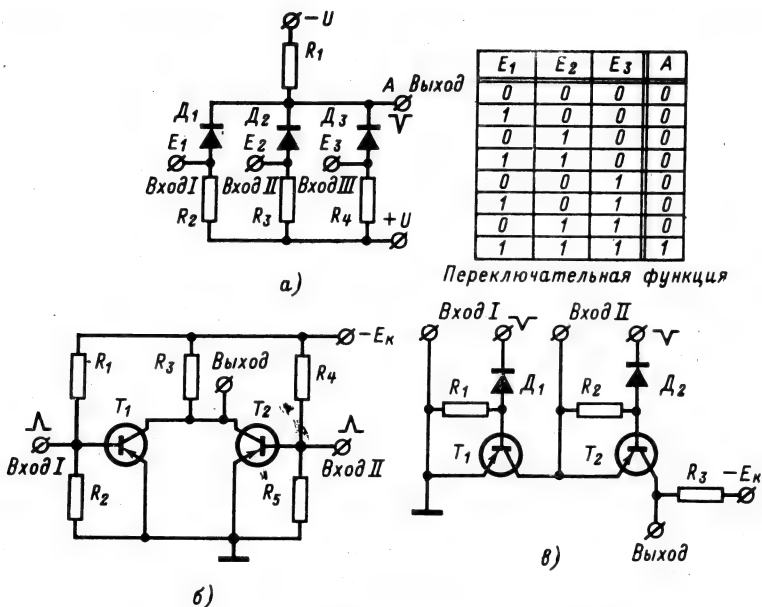 -U
R1
A Выход
Д1 Д2 Д3
E1 E2 E3
Вход I Вход II Вход III
R2 R3 R4
+U
а)
E1 E2 E3 A
0 0 0 0
1 0 0 0
0 1 0 0
1 1 0 0
0 0 1 0
1 0 1 0
0 1 1 0
1 1 1 1
Переключательная функция
-Eк
R1 R3 Выход R4
T1 T2
Вход I Вход II
R2 R5
б)
Вход I Вход II
R1 Д1 R2 Д2
T1 T2
R3 -Eк
Выход
в)